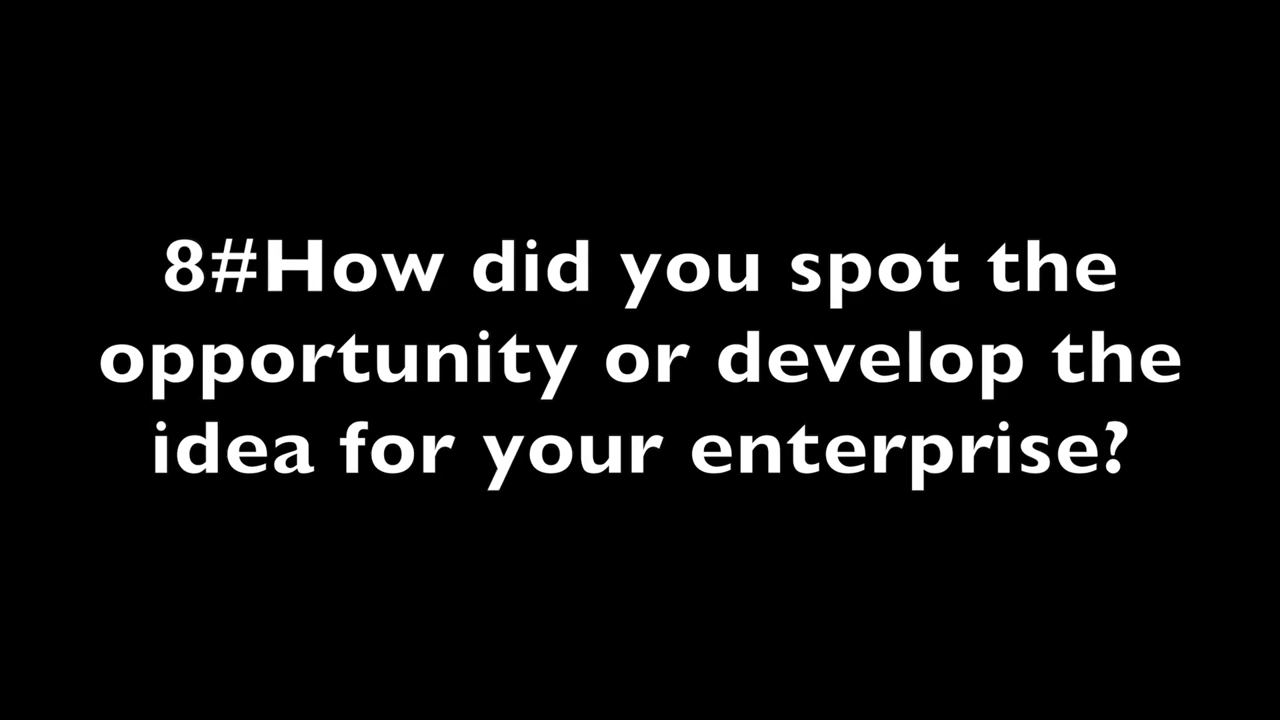 8#How did you spot the
opportunity or develop the
idea for your enterprise?